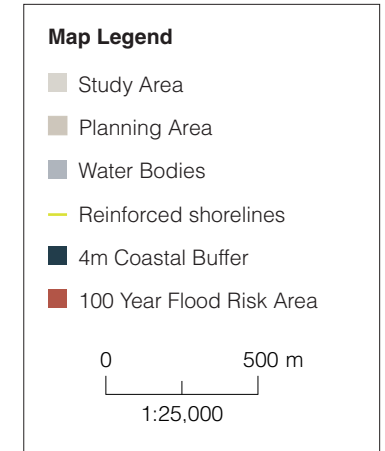 Map Legend
Study Area
Planning Area
Water Bodies
Reinforced shorelines
4m Coastal Buffer
100 Year Flood Risk Area
0 500 m
1:25,000